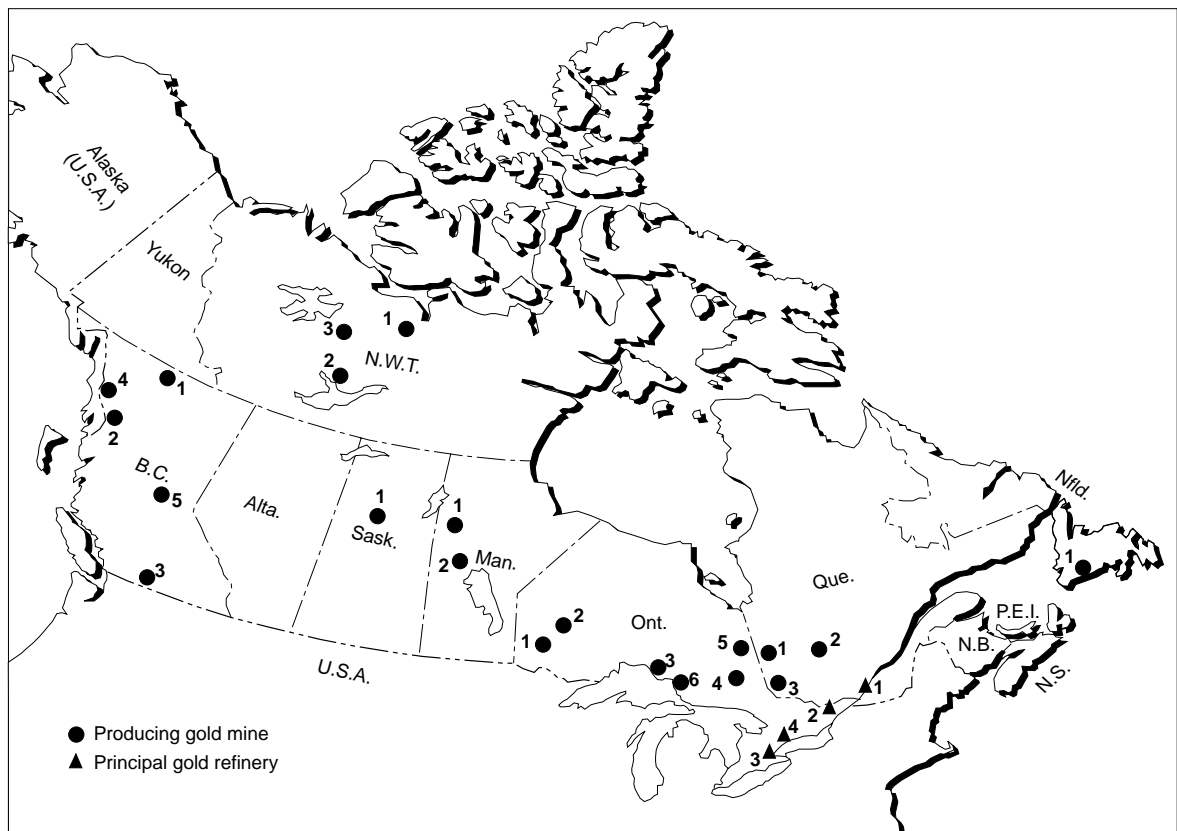 Alaska
(U.S.A.)
Yukon
3
1
2
N.W.T.
4
1
2
B.C.
5
3
Alta.
1
Sask.
1
2
Man.
U.S.A.
Ont.
1
2
3
6
5
4
Que.
1
2
3
Nfld.
1
P.E.I.
N.B.
N.S.
1
2
4
3
Producing gold mine
Principal gold refinery